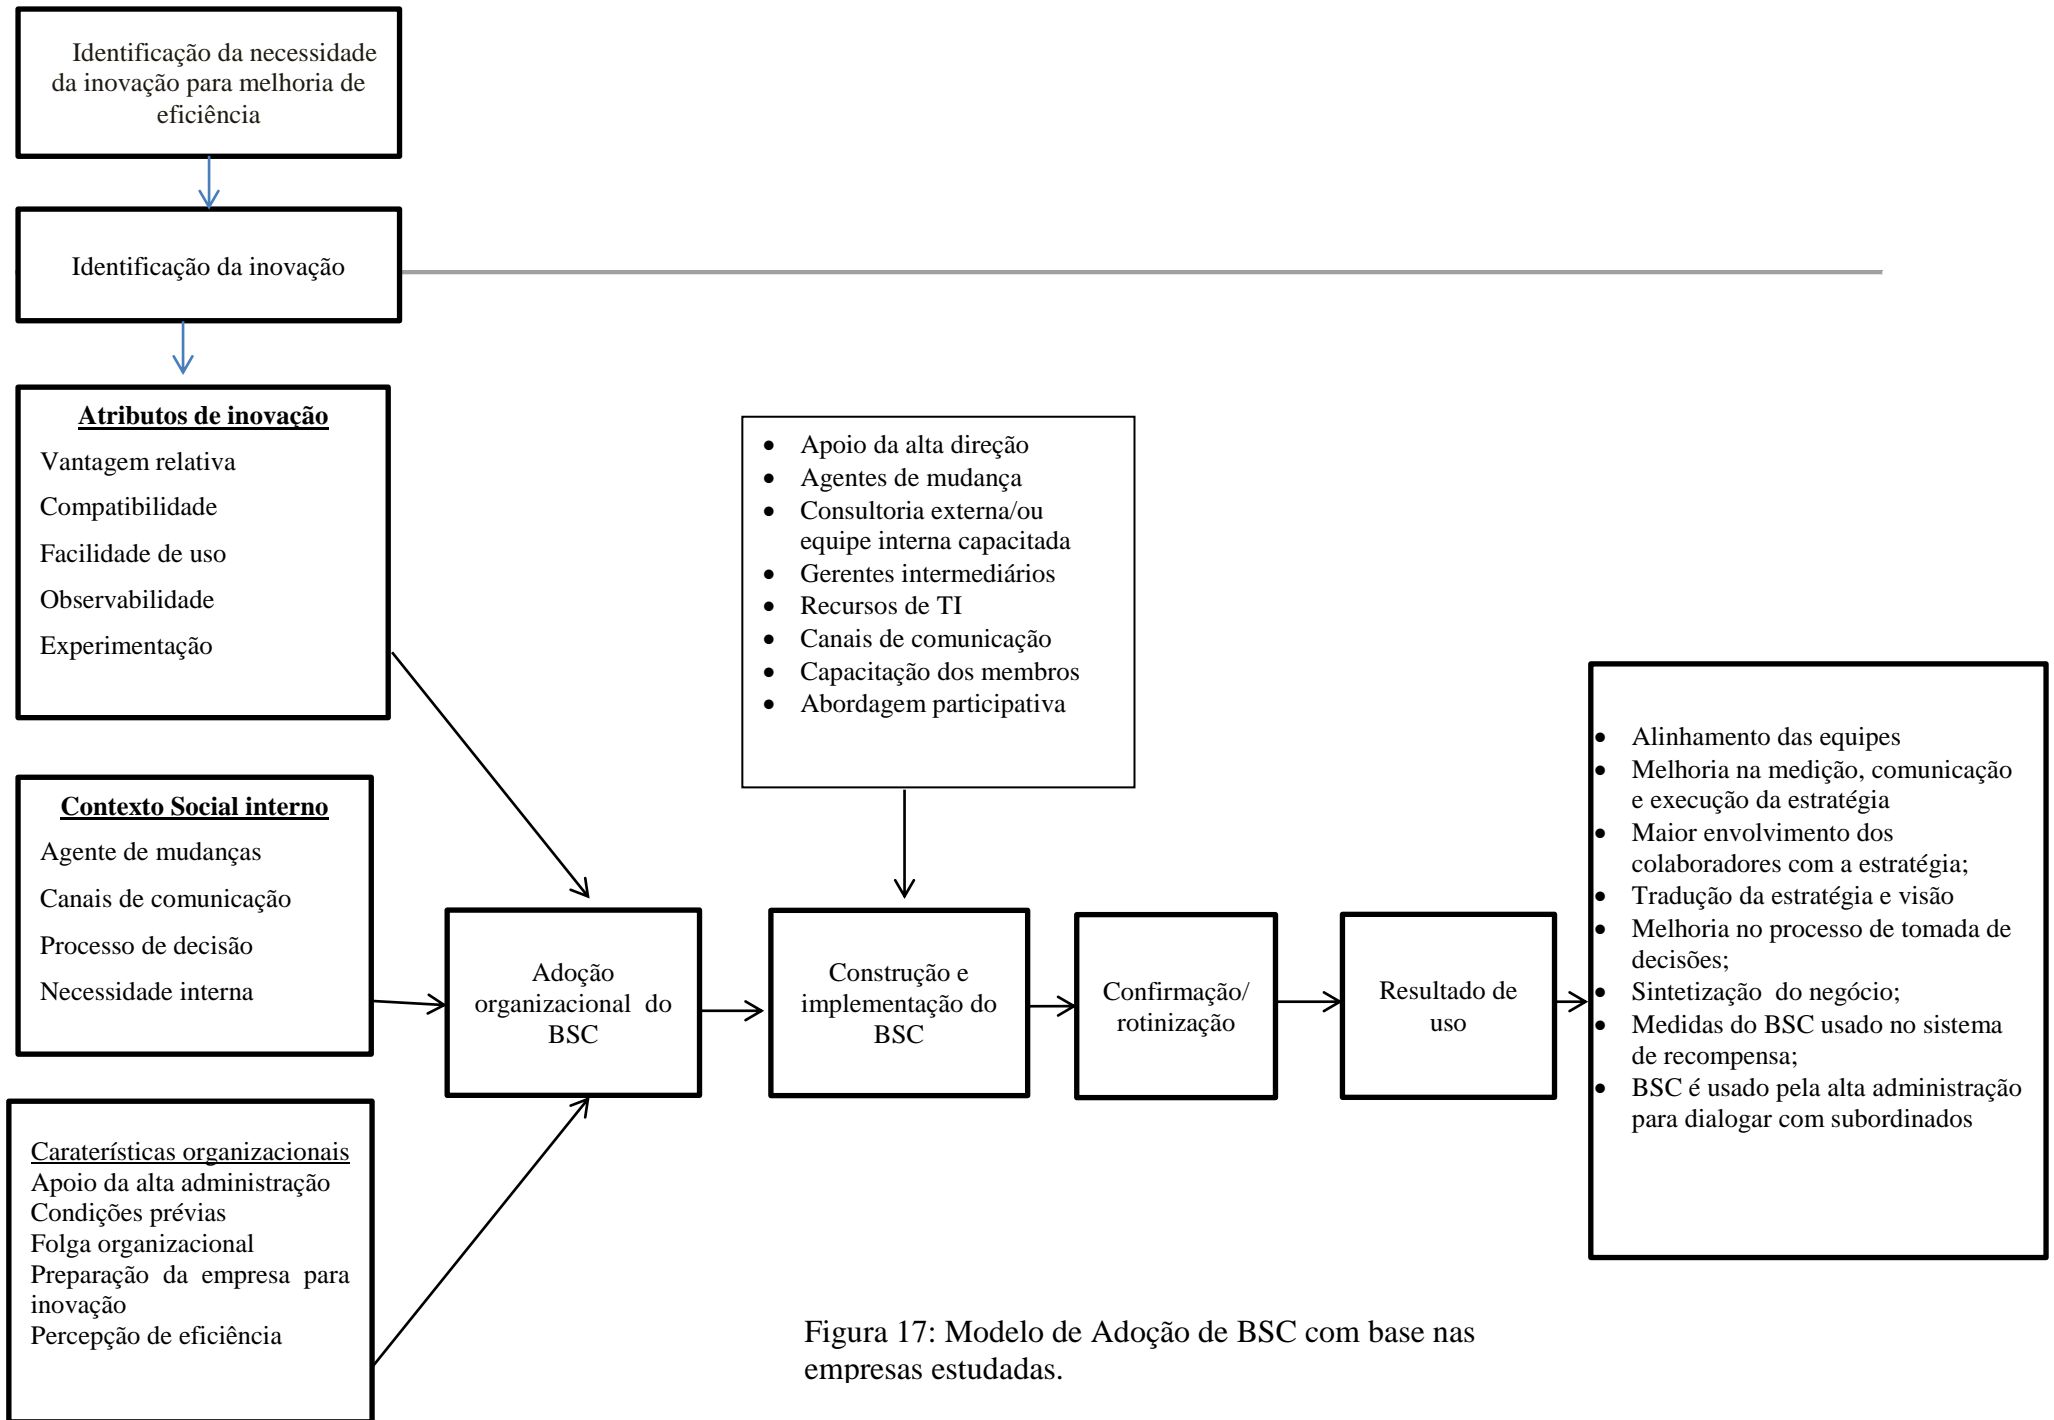 Identificação da necessidade
da inovação para melhoria de
eficiência
Identificação da inovação
Atributos de inovação
Vantagem relativa
Compatibilidade
Facilidade de uso
Observabilidade
Experimentação
• Apoio da alta direção
• Agentes de mudança
• Consultoria externa/ou
equipe interna capacitada
• Gerentes intermediários
• Recursos de TI
• Canais de comunicação
• Capacitação dos membros
• Abordagem participativa
Contexto Social interno
Agente de mudanças
Canais de comunicação
Processo de decisão
Necessidade interna
Caraterísticas organizacionais
Apoio da alta administração
Condições prévias
Folga organizacional
Preparação da empresa para
inovação
Percepção de eficiência
Adoção
organizacional do
BSC
Construção e
implementação do
BSC
Confirmação/
rotinização
Resultado de
uso
• Alinhamento das equipes
• Melhoria na medição, comunicação
e execução da estratégia
• Maior envolvimento dos
colaboradores com a estratégia;
• Tradução da estratégia e visão
• Melhoria no processo de tomada de
decisões;
• Sintetização do negócio;
• Medidas do BSC usado no sistema
de recompensa;
• BSC é usado pela alta administração
para dialogar com subordinados
Figura 17: Modelo de Adoção de BSC com base nas
empresas estudadas.